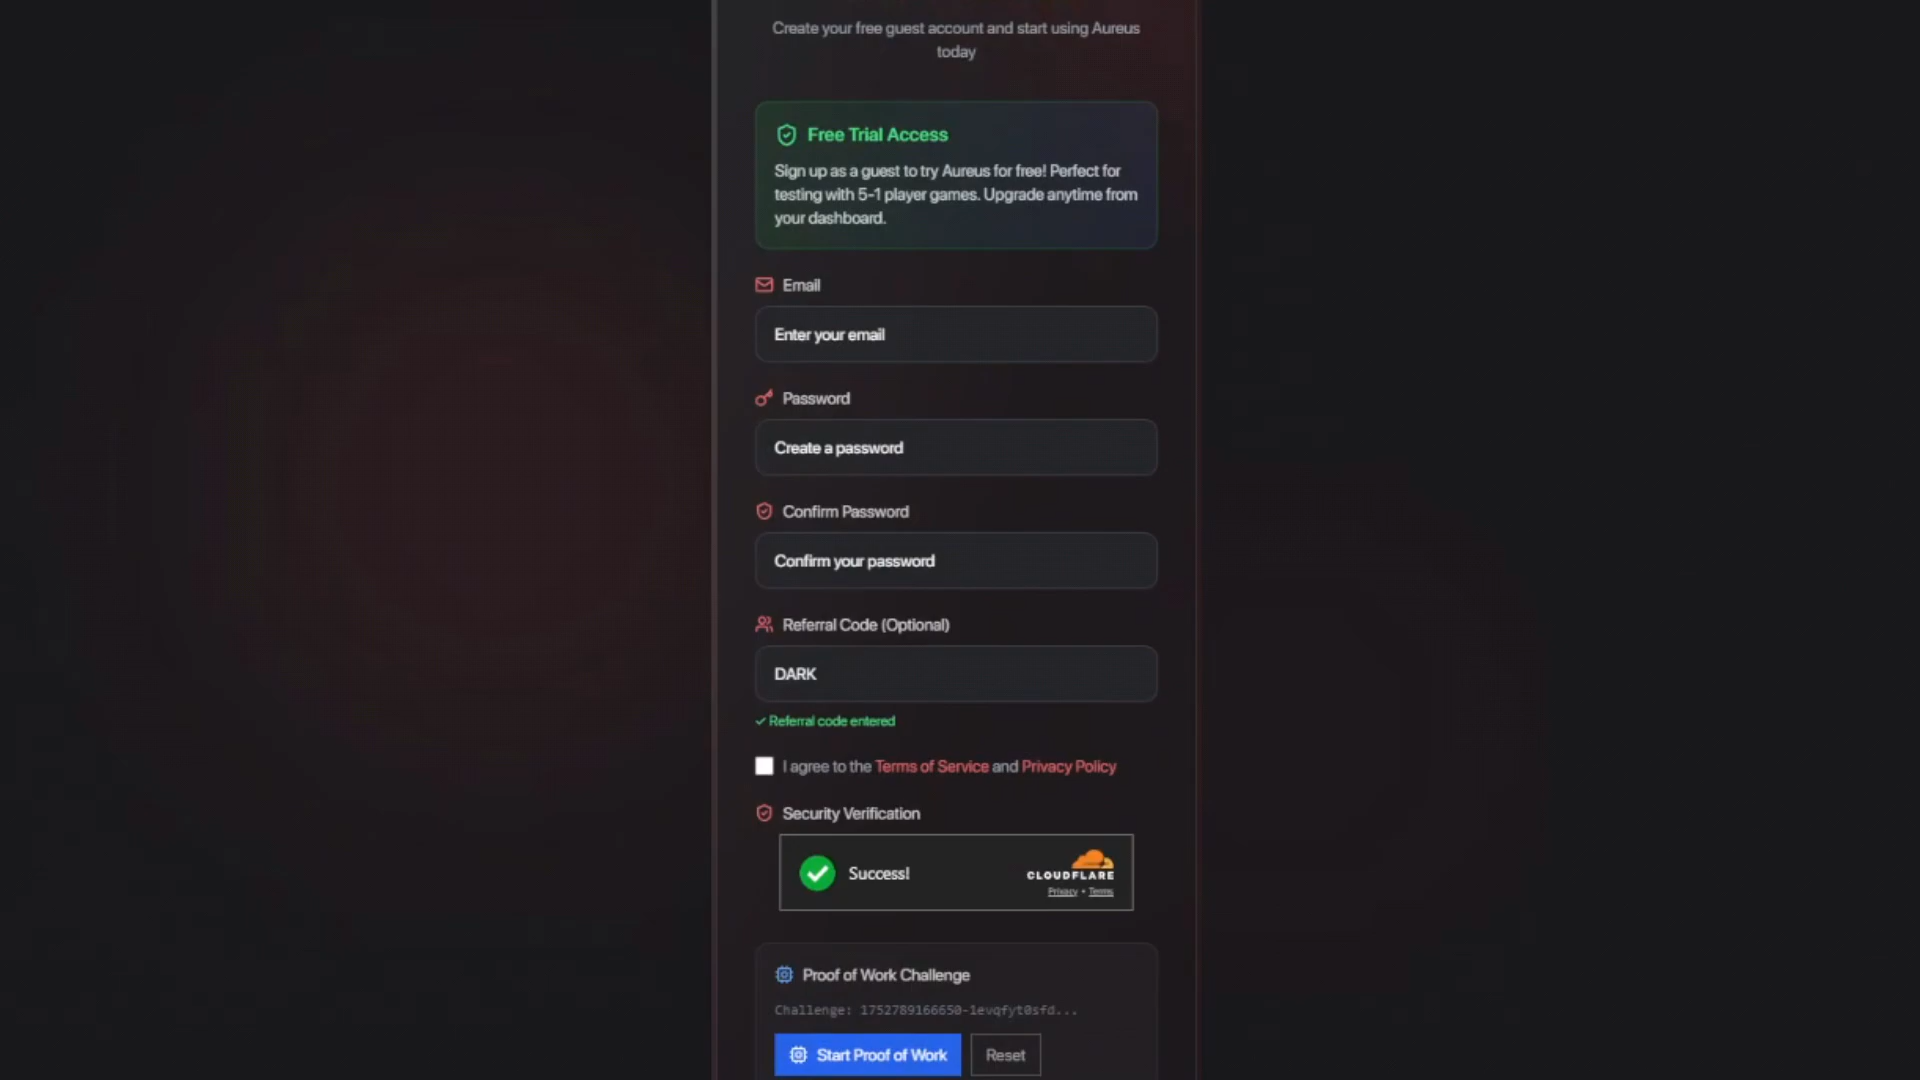 Create your free guest account and start using Aureus
today
Free Trial Access
Sign up as a guest to try Aureus for free! Perfect for
testing with 5-1 player games. Upgrade anytime from
your dashboard.
Email
Enter your email
Password
Create a password
Confirm Password
Confirm your password
Referral Code (Optional)
DARK
Referral code entered
I agree to the Terms of Service and Privacy Policy
Security Verification
Success!
CLOUDFLARE
Privacy • Terms
Proof of Work Challenge
Challenge: 1752789166650-1evqfyt0sfd...
Start Proof of Work
Reset